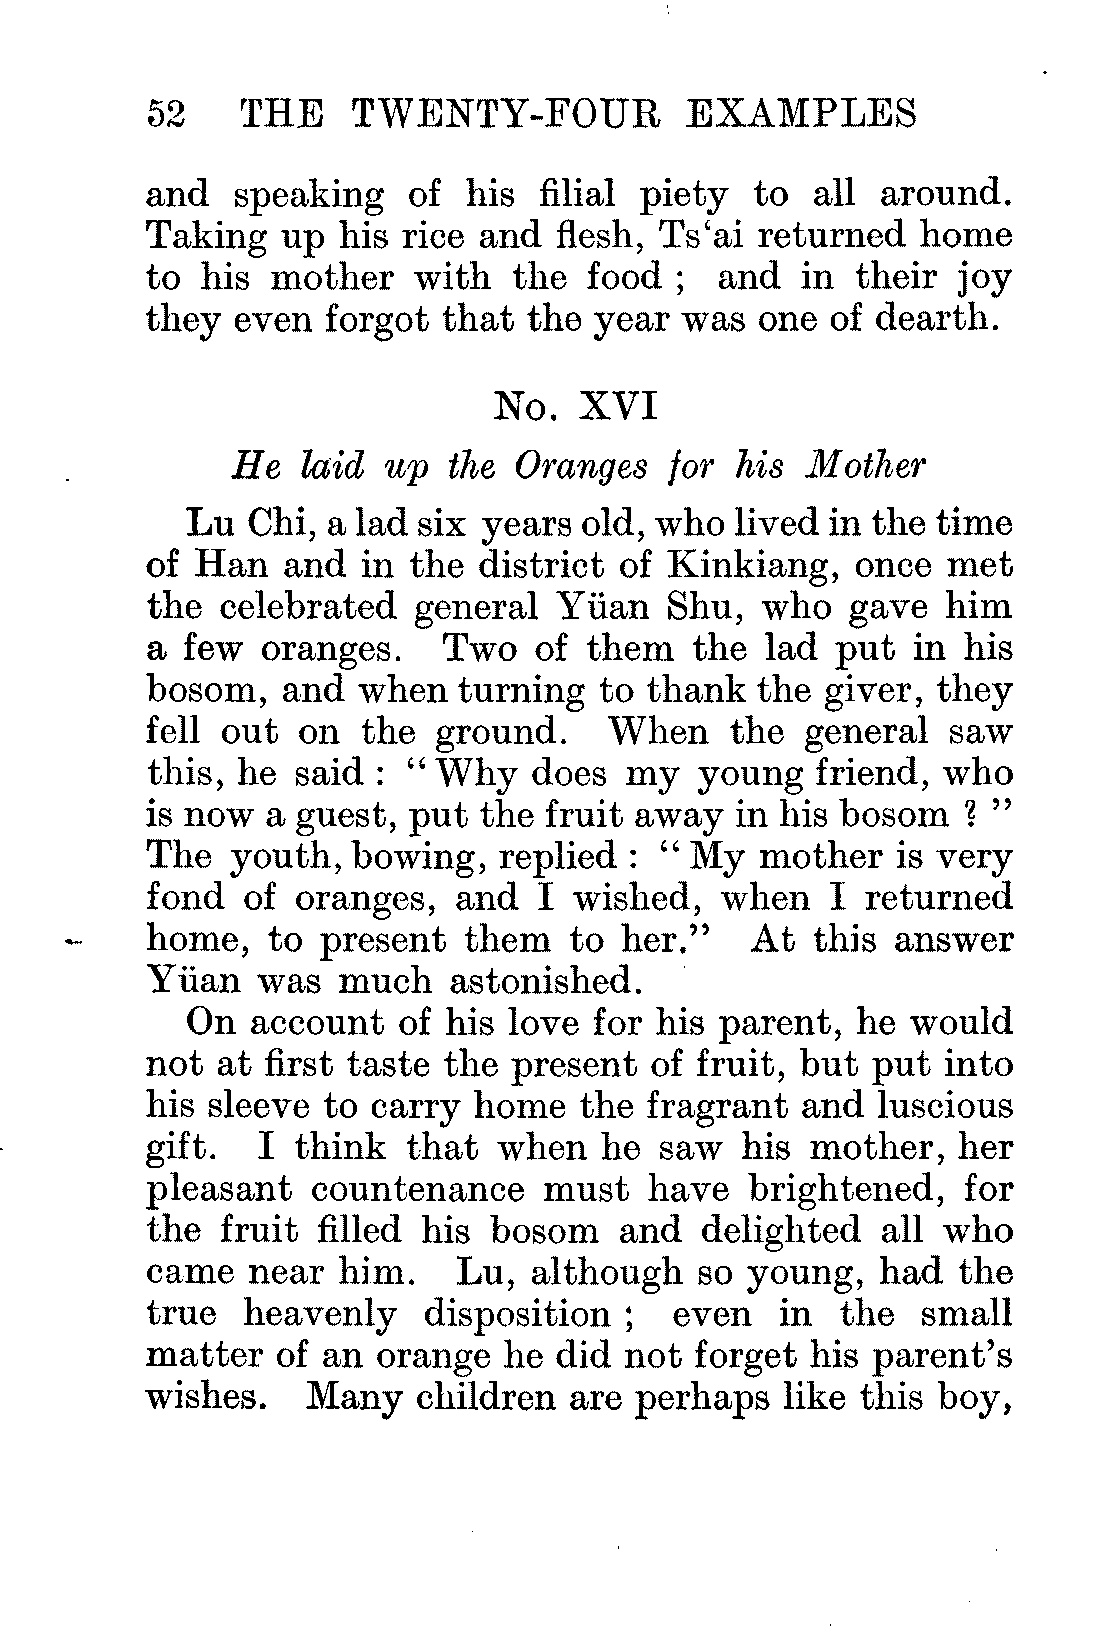 52 THE TWENTY-FOUR EXAMPLES
and speaking of his filial piety to all around.
Taking up his rice and flesh, Ts‘ai returned home
to his mother with the food ; and in their joy
they even forgot that the year was one of dearth.
No. XVI
He laid up the Oranges for his Mother
Lu Chi, a lad six years old, who lived in the time
of Han and in the district of Kinkiang, once met
the celebrated general Yüan Shu, who gave him
a few oranges. Two of them the lad put in his
bosom, and when turning to thank the giver, they
fell out on the ground. When the general saw
this, he said : “ Why does my young friend, who
is now a guest, put the fruit away in his bosom ? ”
The youth, bowing, replied : “ My mother is very
fond of oranges, and I wished, when I returned
home, to present them to her.” At this answer
Yüan was much astonished.
On account of his love for his parent, he would
not at first taste the present of fruit, but put into
his sleeve to carry home the fragrant and luscious
gift. I think that when he saw his mother, her
pleasant countenance must have brightened, for
the fruit filled his bosom and delighted all who
came near him. Lu, although so young, had the
true heavenly disposition ; even in the small
matter of an orange he did not forget his parent’s
wishes. Many children are perhaps like this boy,